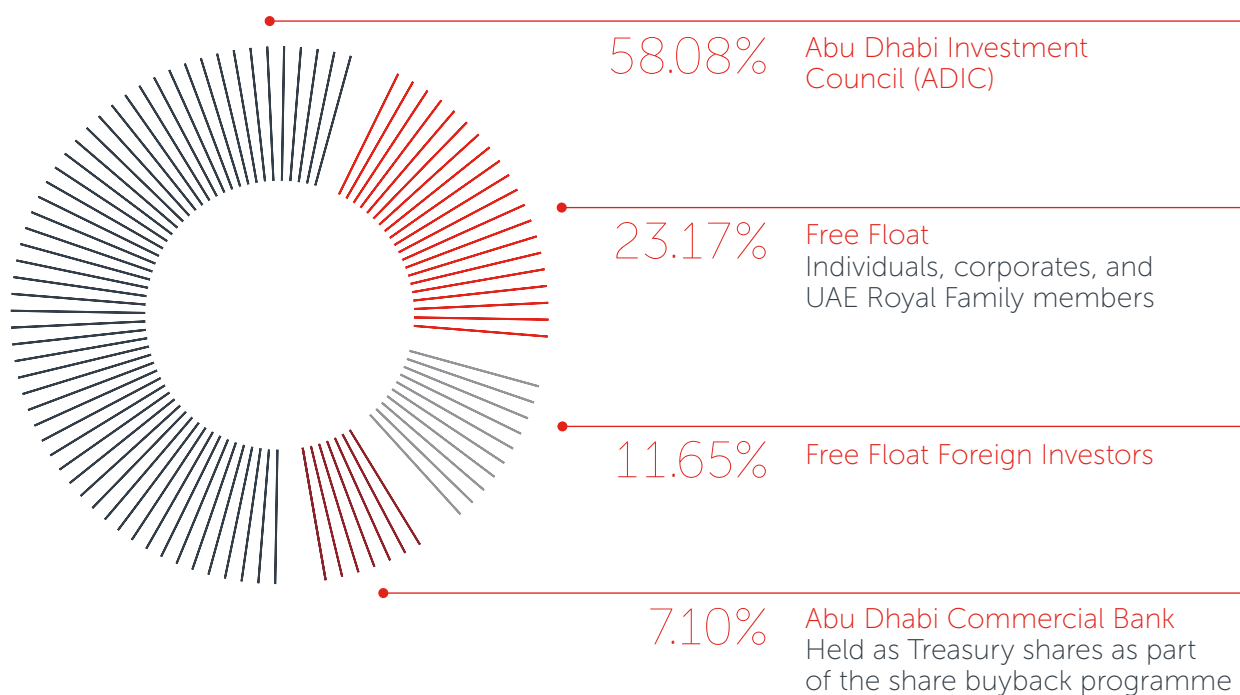 58.08%
Abu Dhabi Investment
Council (ADIC)
23.17%
Free Float
Individuals, corporates, and
UAE Royal Family members
11.65%
Free Float Foreign Investors
7.10%
Abu Dhabi Commercial Bank
Held as Treasury shares as part
of the share buyback programme